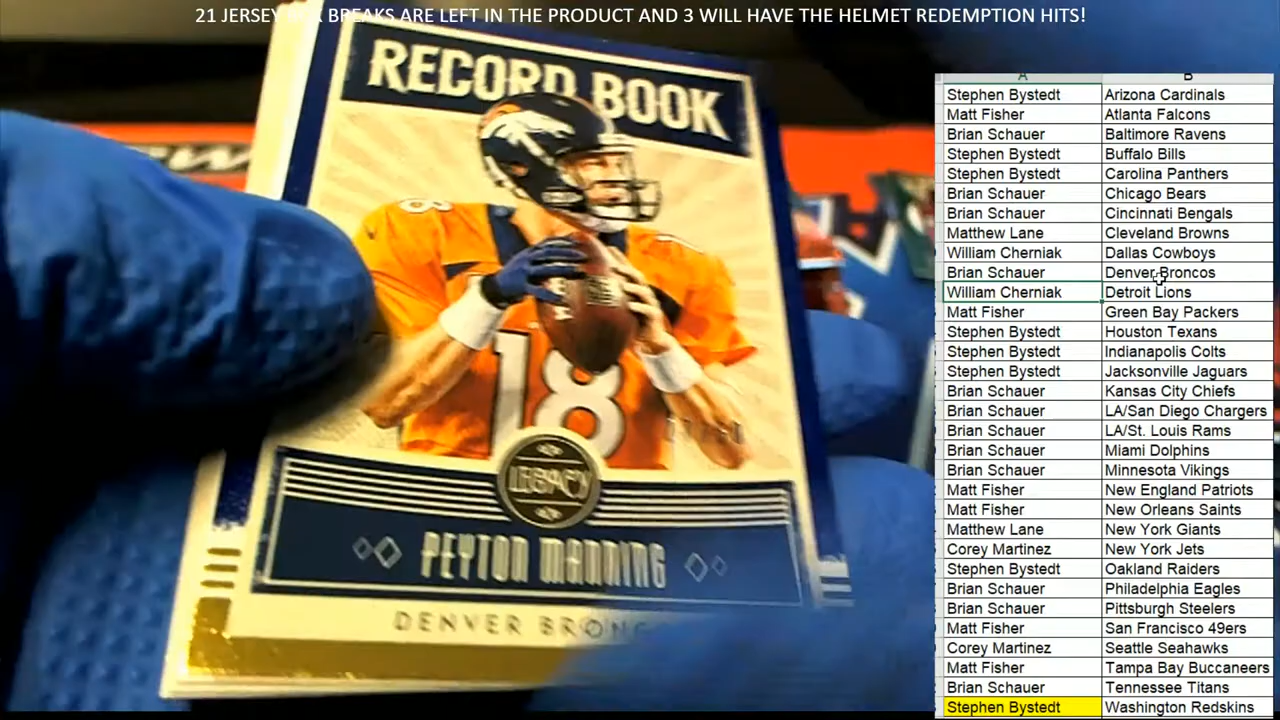 21 JERSEY BREAKS ARE LEFT IN THE PRODUCT AND 3 WILL HAVE THE HELMET REDEMPTION HITS!
RECORD BOOK
18
18
LEGACY
PEYTON MANNING
DENVER
A B
Stephen Bystedt Arizona Cardinals
Matt Fisher Atlanta Falcons
Brian Schauer Baltimore Ravens
Stephen Bystedt Buffalo Bills
Stephen Bystedt Carolina Panthers
Brian Schauer Chicago Bears
Brian Schauer Cincinnati Bengals
Matthew Lane Cleveland Browns
William Cherniak Dallas Cowboys
Brian Schauer Denver Broncos
William Cherniak Detroit Lions
Matt Fisher Green Bay Packers
Stephen Bystedt Houston Texans
Stephen Bystedt Indianapolis Colts
Stephen Bystedt Jacksonville Jaguars
Brian Schauer Kansas City Chiefs
Brian Schauer LA/San Diego Chargers
Brian Schauer LA/St. Louis Rams
Brian Schauer Miami Dolphins
Brian Schauer Minnesota Vikings
Matt Fisher New England Patriots
Matt Fisher New Orleans Saints
Matthew Lane New York Giants
Corey Martinez New York Jets
Stephen Bystedt Oakland Raiders
Brian Schauer Philadelphia Eagles
Brian Schauer Pittsburgh Steelers
Matt Fisher San Francisco 49ers
Corey Martinez Seattle Seahawks
Matt Fisher Tampa Bay Buccaneers
Brian Schauer Tennessee Titans
Stephen Bystedt Washington Redskins